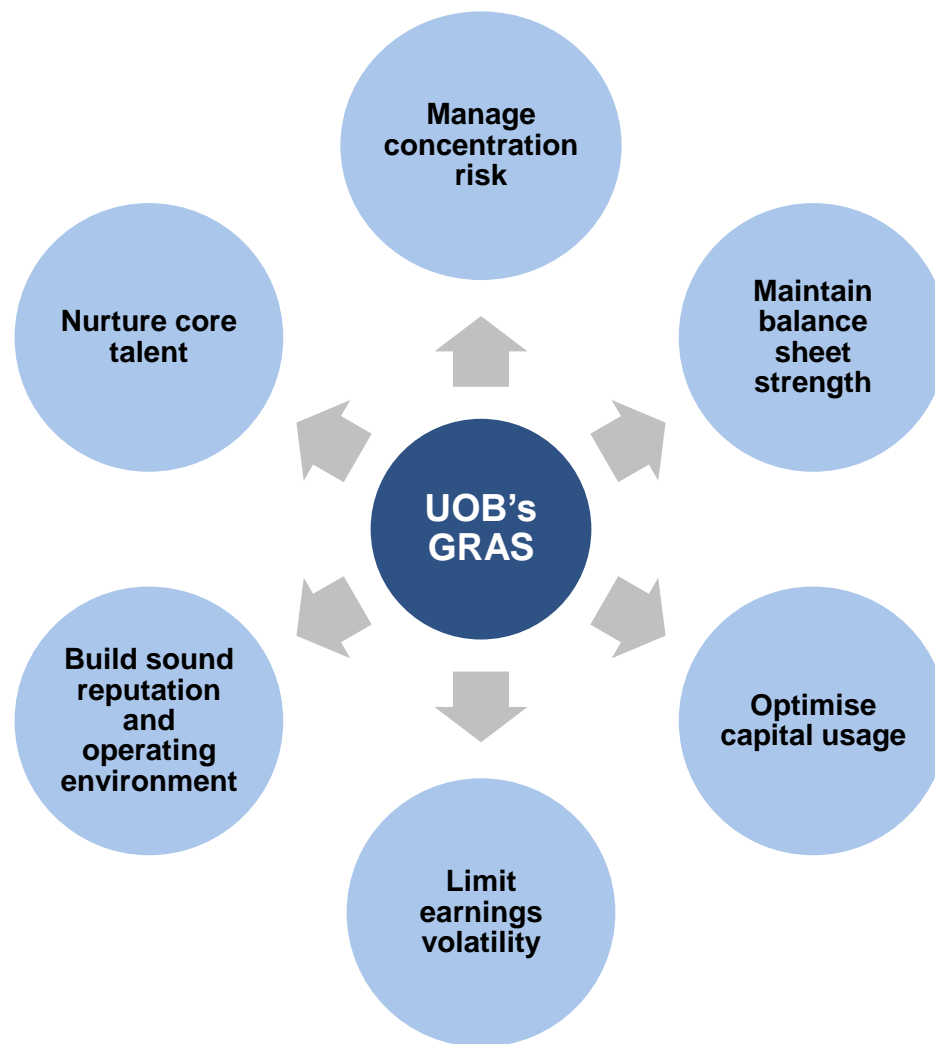 Manage
concentration
risk
Maintain
balance
sheet
strength
Optimise
capital usage
Limit
earnings
volatility
Build sound
reputation
and
operating
environment
Nurture core
talent
UOB’s
GRAS